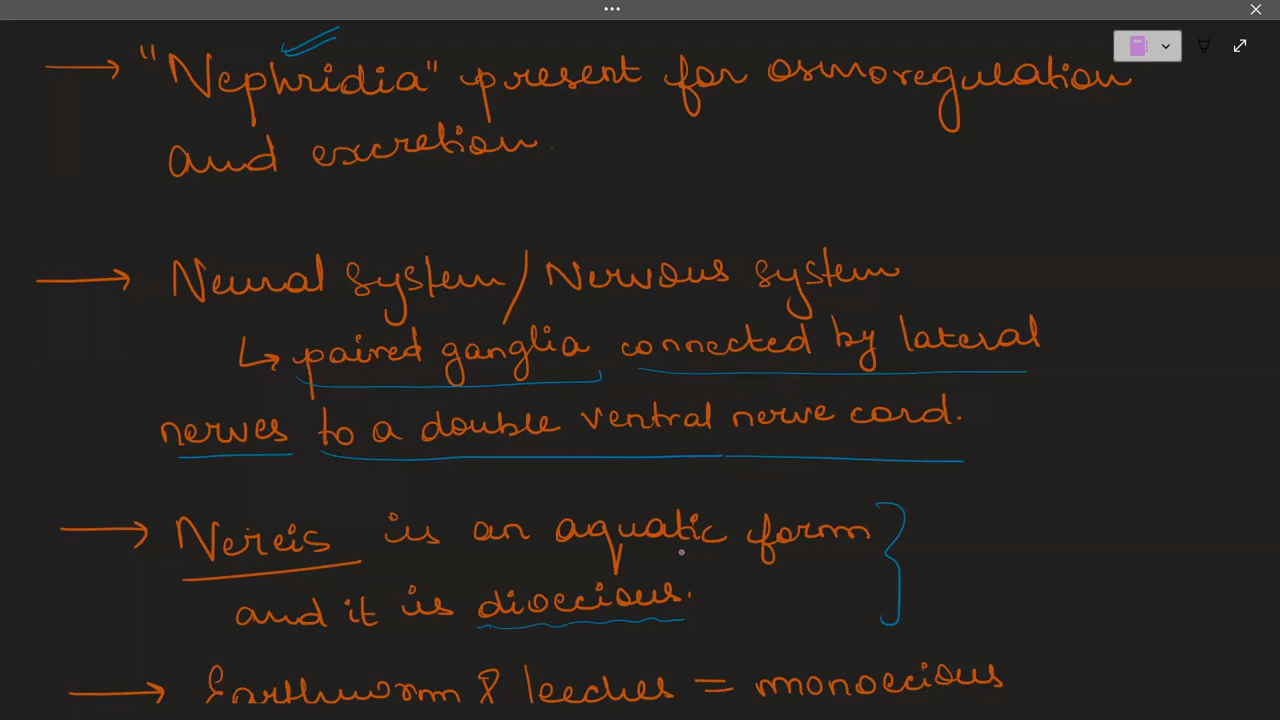 "Nephridia" present for osmoregulation
and excretion.
Neural system/Nervous system
↳ paired ganglia connected by lateral
nerves to a double ventral nerve cord.
Nereis is an aquatic form
and it is dioecious.
Earthworm & leeches = monoecious